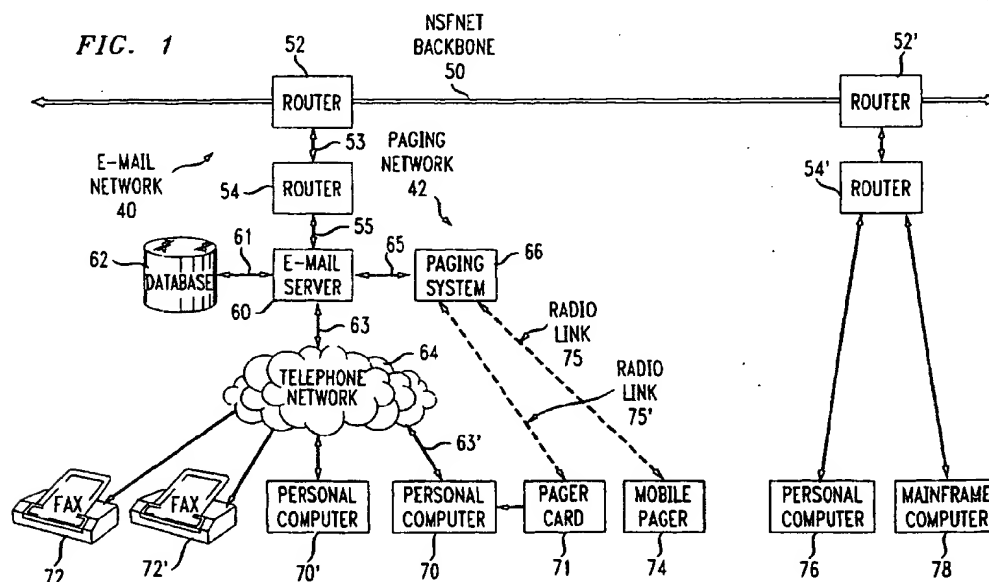 FIG. 1
NSFNET
BACKBONE
50
52
52'
ROUTER
ROUTER
53
E-MAIL
NETWORK
40
PAGING
NETWORK
42
54
ROUTER
54'
ROUTER
55
62
DATABASE
61
E-MAIL
SERVER
60
65
PAGING
SYSTEM
66
63
RADIO
LINK
75
64
TELEPHONE
NETWORK
RADIO
LINK
75'
63'
FAX
FAX
PERSONAL
COMPUTER
PERSONAL
COMPUTER
PAGER
CARD
MOBILE
PAGER
PERSONAL
COMPUTER
MAINFRAME
COMPUTER
72
72'
70'
70
71
74
76
78